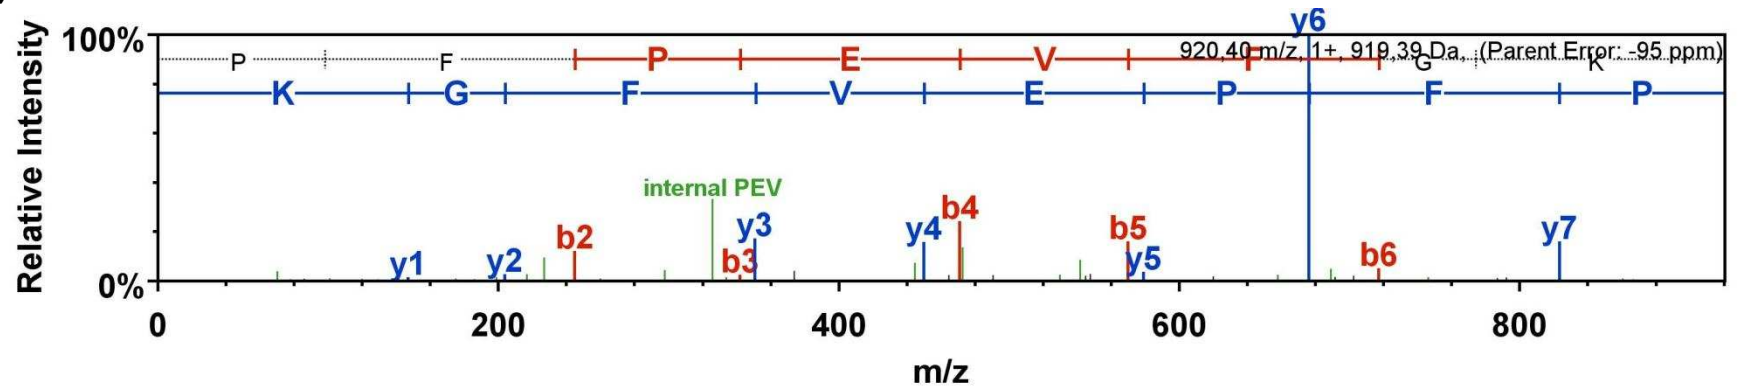 y6
100%
920,40 m/z, 1+, 919,39 Da, (Parent Error: -95 ppm)
P F P E V F G K
K G F V E P F P
Relative Intensity
internal PEV
y1 y2 b2 b3 y3 y4 b4 b5 y5 b6 y7
0%
0 200 400 600 800
m/z